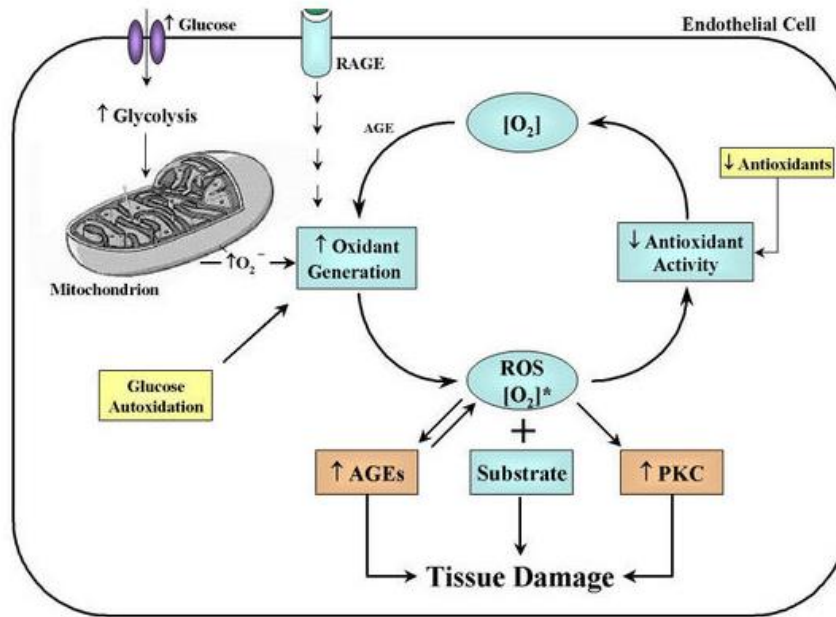 ↑ Glucose
Endothelial Cell
RAGE
↑ Glycolysis
AGE
[O₂]
↓ Antioxidants
↑ Oxidant
Generation
↓ Antioxidant
Activity
↑O₂⁻
Mitochondrion
Glucose
Autoxidation
ROS
[O₂]*
+
↑ AGEs
Substrate
↑ PKC
Tissue Damage